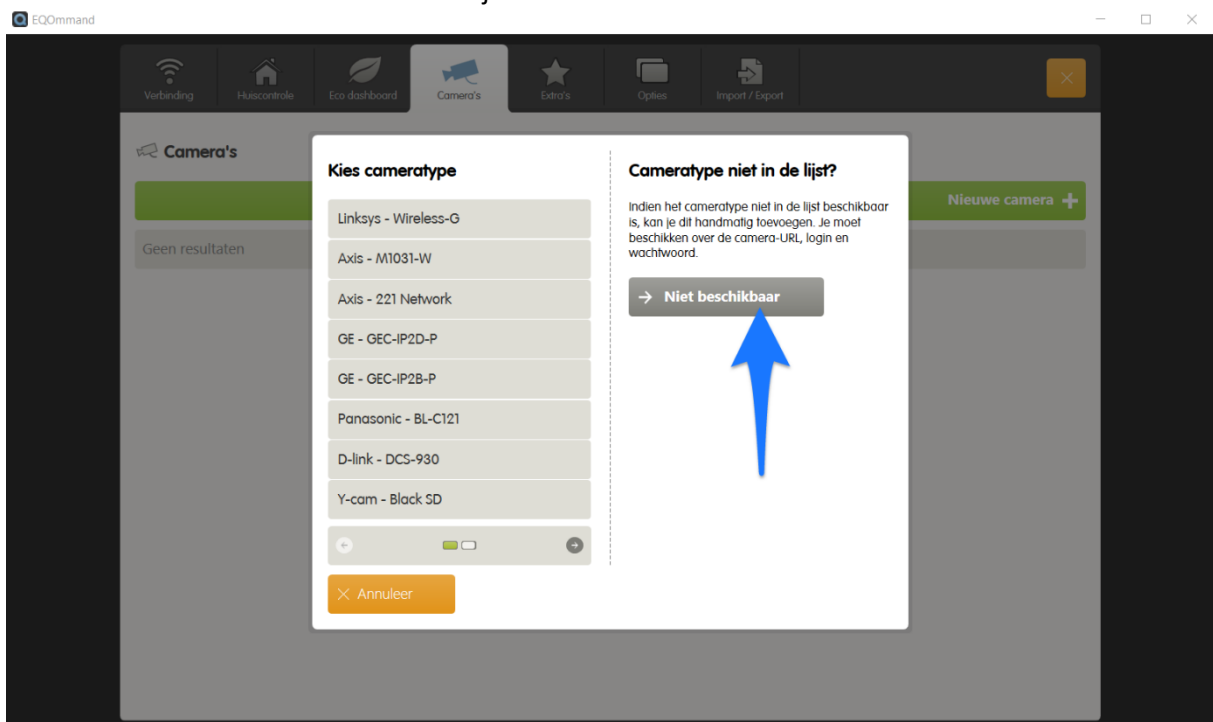 EQOmmand
Verbinding
Huiscontrole
Eco dashboard
Camera's
Extra's
Opties
Import / Export
Camera's
Nieuwe camera
Geen resultaten
Kies cameratype
Linksys - Wireless-G
Axis - M1031-W
Axis - 221 Network
GE - GEC-IP2D-P
GE - GEC-IP2B-P
Panasonic - BL-C121
D-link - DCS-930
Y-cam - Black SD
Annuleer
Cameratype niet in de lijst?
Indien het cameratype niet in de lijst beschikbaar
is, kan je dit handmatig toevoegen. Je moet
beschikken over de camera-URL, login en
wachtwoord.
Niet beschikbaar